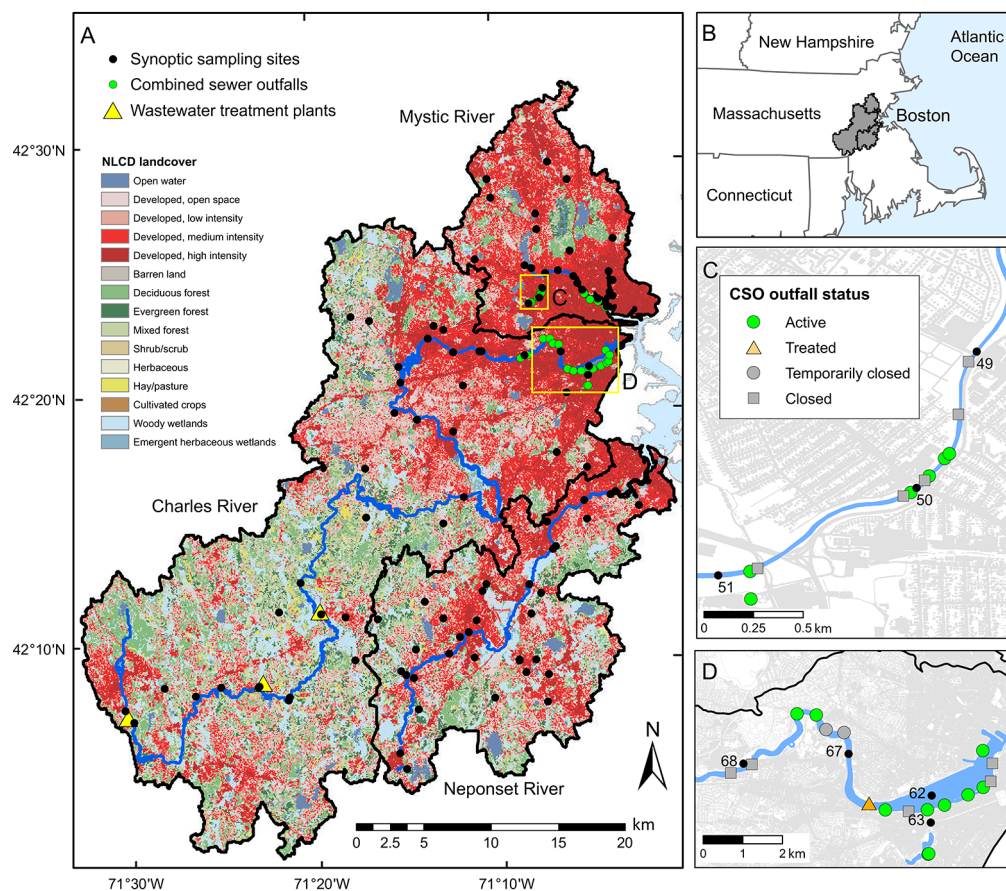 A
Synoptic sampling sites
Combined sewer outfalls
Wastewater treatment plants
Mystic River
42°30'
NLCD landcover
Open water
Developed, open space
Developed, low intensity
Developed, medium intensity
Developed, high intensity
Barren land
Deciduous forest
Evergreen forest
Mixed forest
Shrub/scrub
Herbaceous
Hay/pasture
Cultivated crops
Woody wetlands
Emergent herbaceous wetlands
C
D
42°20'
Charles River
42°10'
N
Neponset River
km
0 2.5 5 10 15 20
71°30'W 71°20'W 71°10'W
B
New Hampshire
Atlantic
Ocean
Massachusetts
Boston
Connecticut
C
CSO outfall status
Active
Treated
Temporarily closed
Closed
49
50
51
0 0.25 0.5 km
D
67
68
62
63
0 1 2 km